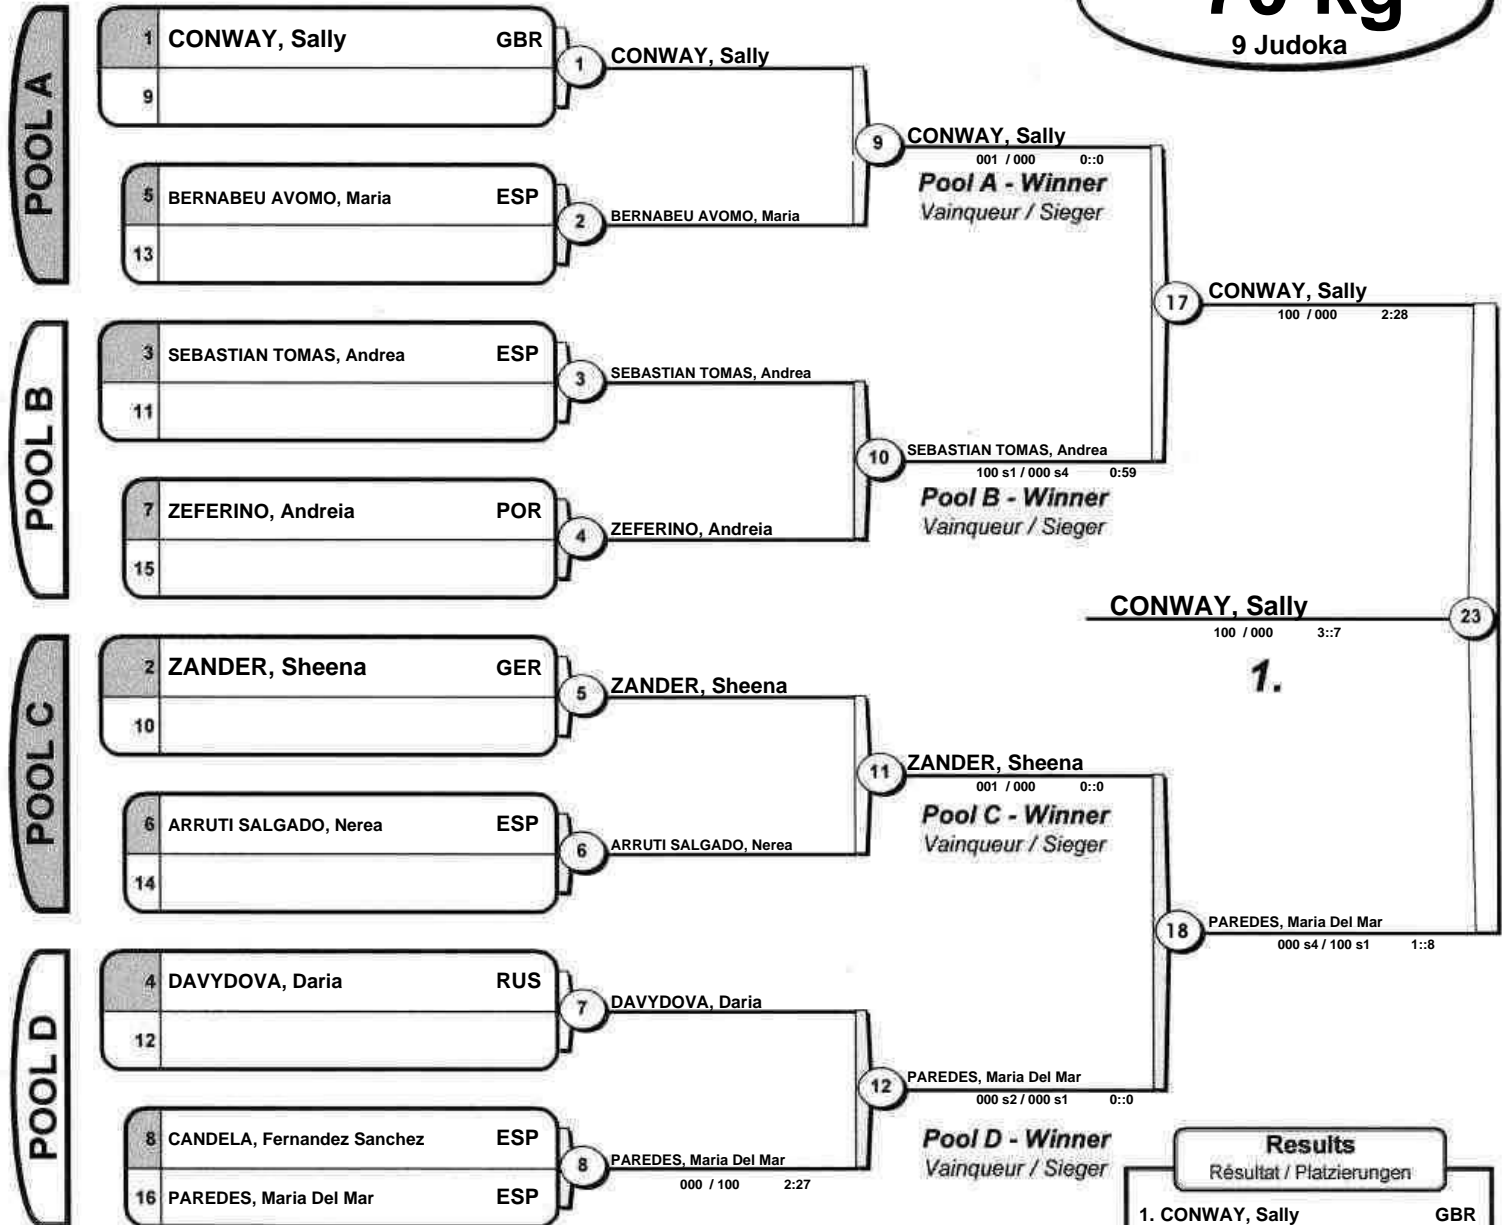 70 kg
9 Judoka
POOL A
1 CONWAY, Sally GBR
9
5 BERNABEU AVOMO, Maria ESP
13
1 CONWAY, Sally
2 BERNABEU AVOMO, Maria
9 CONWAY, Sally
001 / 000 0::0
Pool A - Winner
Vainqueur / Sieger
POOL B
3 SEBASTIAN TOMAS, Andrea ESP
11
7 ZEFERINO, Andreia POR
15
3 SEBASTIAN TOMAS, Andrea
4 ZEFERINO, Andreia
10 SEBASTIAN TOMAS, Andrea
100 s1 / 000 s4 0:59
Pool B - Winner
Vainqueur / Sieger
17 CONWAY, Sally
100 / 000 2:28
CONWAY, Sally 23
100 / 000 3::7
1.
POOL C
2 ZANDER, Sheena GER
10
6 ARRUTI SALGADO, Nerea ESP
14
5 ZANDER, Sheena
6 ARRUTI SALGADO, Nerea
11 ZANDER, Sheena
001 / 000 0::0
Pool C - Winner
Vainqueur / Sieger
POOL D
4 DAVYDOVA, Daria RUS
12
8 CANDELA, Fernandez Sanchez ESP
16 PAREDES, Maria Del Mar ESP
7 DAVYDOVA, Daria
8 PAREDES, Maria Del Mar
000 / 100 2:27
12 PAREDES, Maria Del Mar
000 s2 / 000 s1 0::0
Pool D - Winner
Vainqueur / Sieger
18 PAREDES, Maria Del Mar
000 s4 / 100 s1 1::8
Results
Résultat / Platzierungen
1. CONWAY, Sally GBR